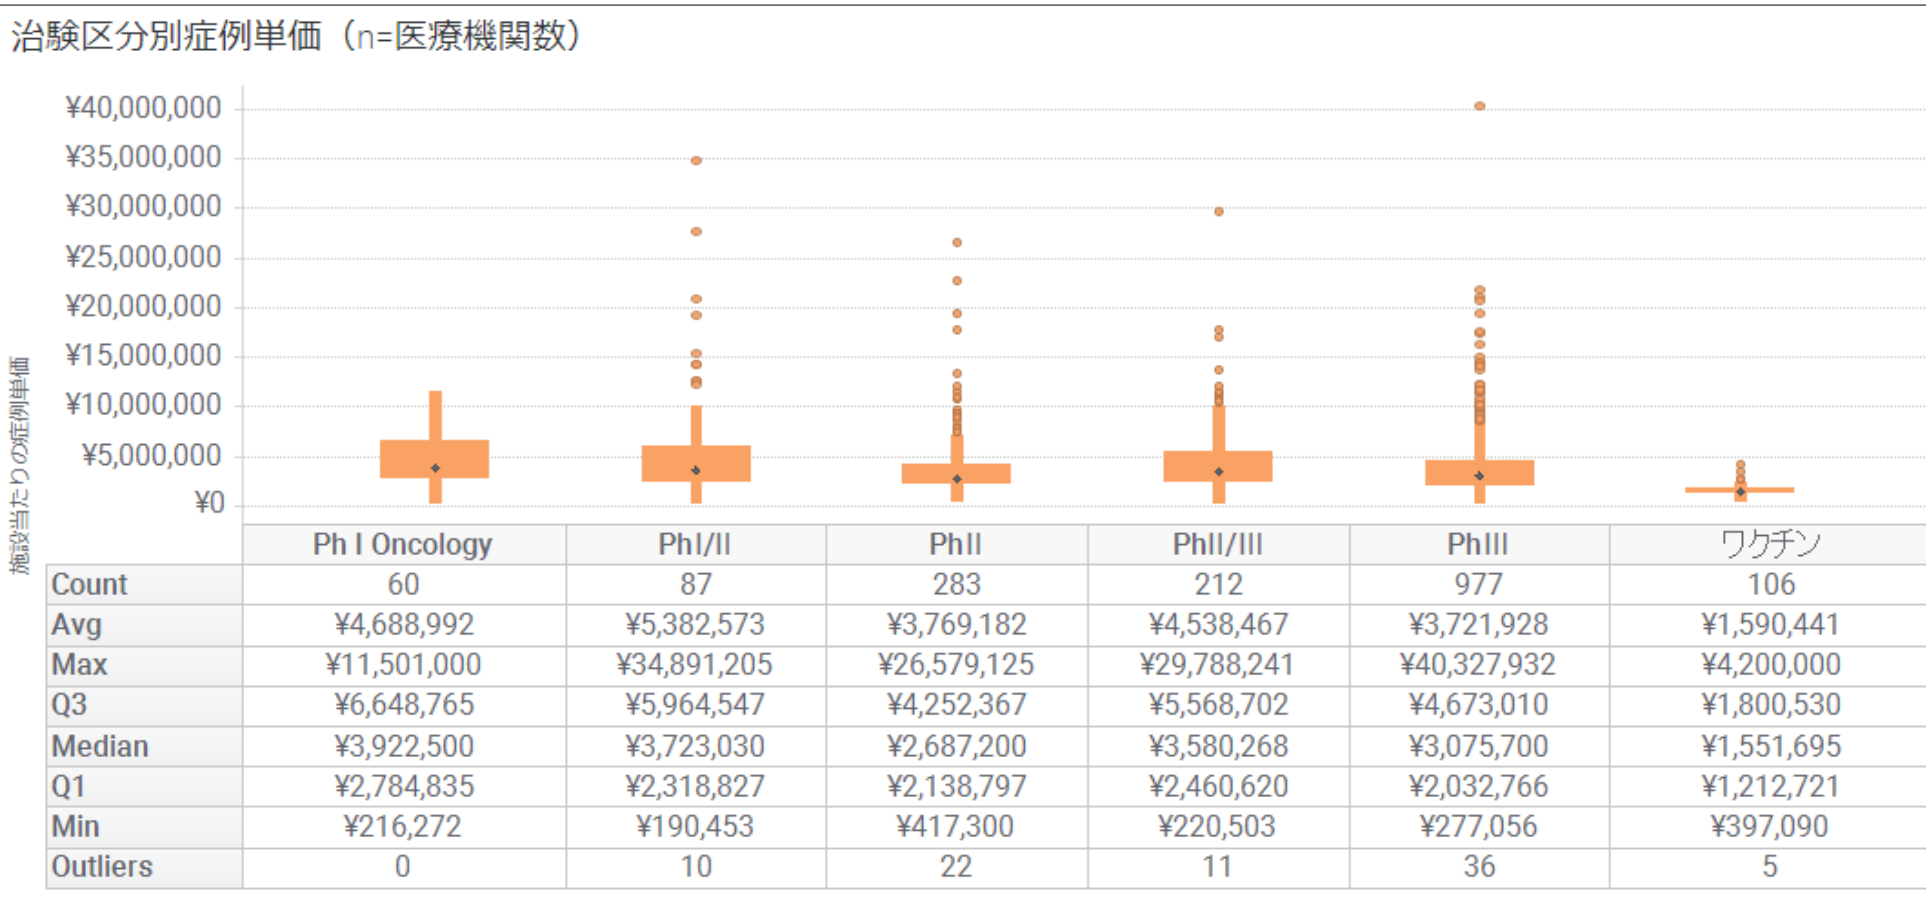 治験区分別症例単価（n=医療機関数）
施設当たりの症例単価
¥40,000,000
¥35,000,000
¥30,000,000
¥25,000,000
¥20,000,000
¥15,000,000
¥10,000,000
¥5,000,000
¥0
Ph I Oncology PhI/II PhII PhII/III PhIII ワクチン
Count 60 87 283 212 977 106
Avg ¥4,688,992 ¥5,382,573 ¥3,769,182 ¥4,538,467 ¥3,721,928 ¥1,590,441
Max ¥11,501,000 ¥34,891,205 ¥26,579,125 ¥29,788,241 ¥40,327,932 ¥4,200,000
Q3 ¥6,648,765 ¥5,964,547 ¥4,252,367 ¥5,568,702 ¥4,673,010 ¥1,800,530
Median ¥3,922,500 ¥3,723,030 ¥2,687,200 ¥3,580,268 ¥3,075,700 ¥1,551,695
Q1 ¥2,784,835 ¥2,318,827 ¥2,138,797 ¥2,460,620 ¥2,032,766 ¥1,212,721
Min ¥216,272 ¥190,453 ¥417,300 ¥220,503 ¥277,056 ¥397,090
Outliers 0 10 22 11 36 5